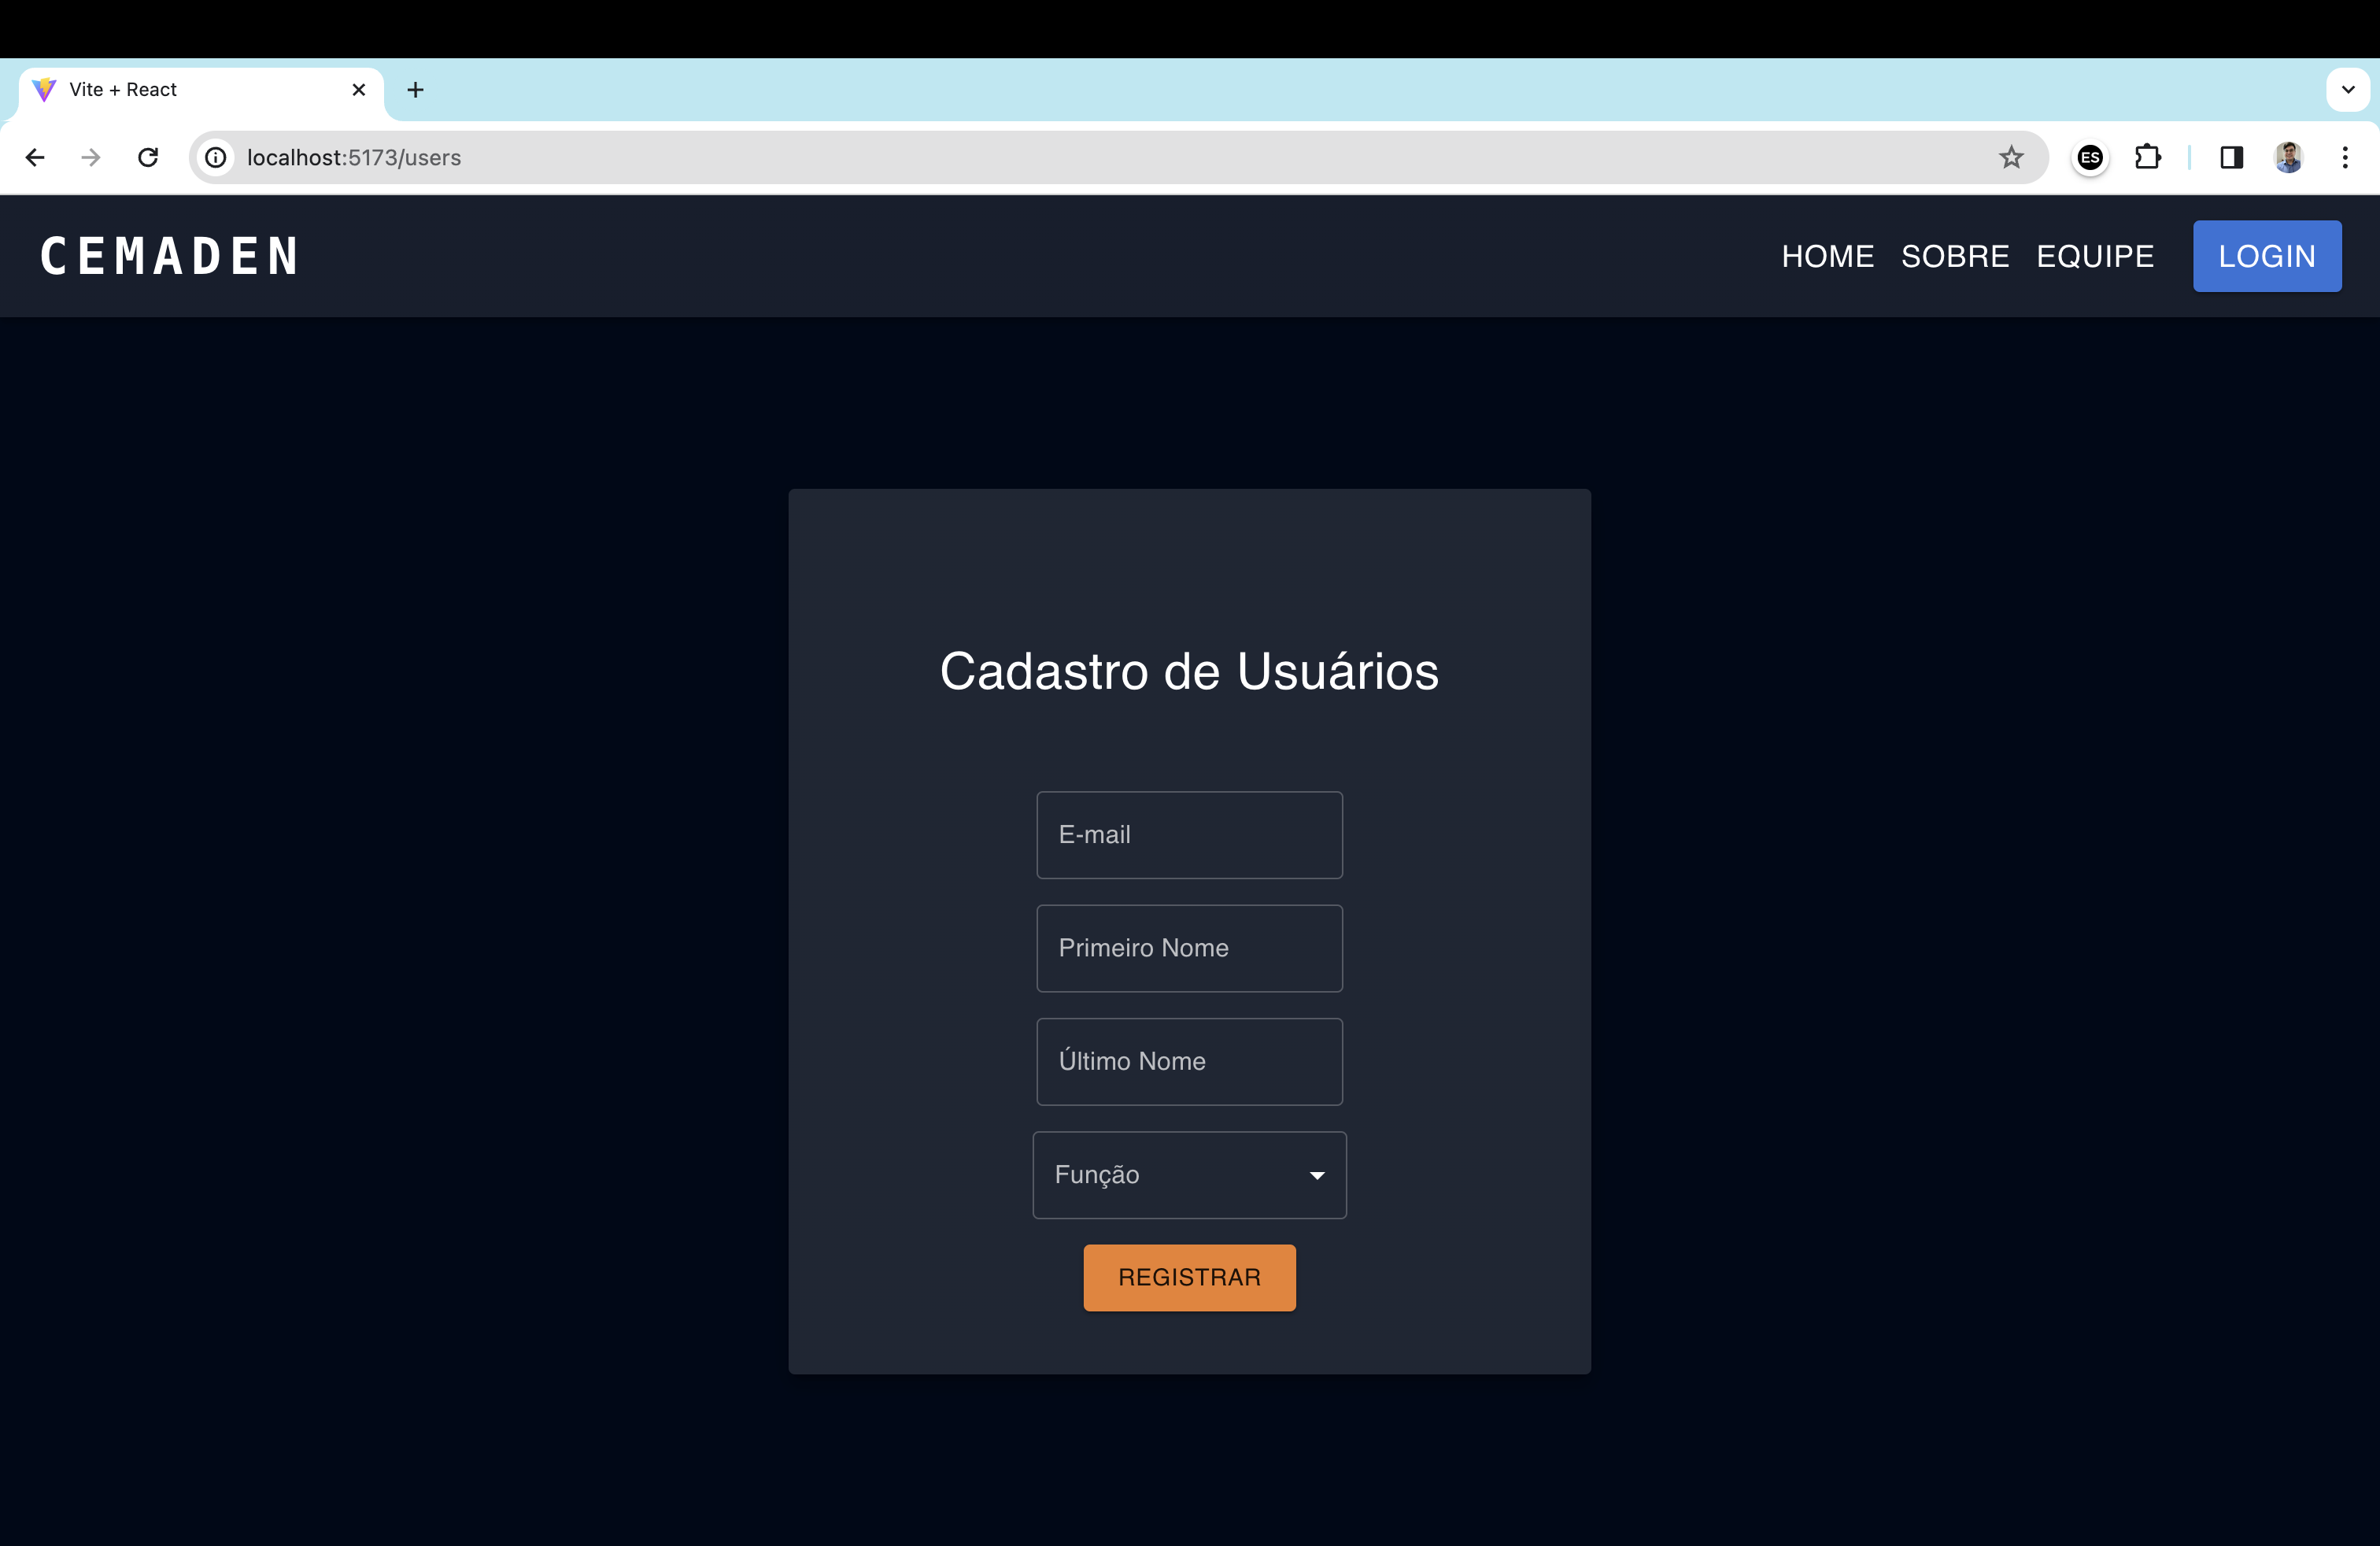 Vite + React
localhost:5173/users
ES
CEMADEN
HOME SOBRE EQUIPE LOGIN
Cadastro de Usuários
E-mail
Primeiro Nome
Último Nome
Função
REGISTRAR